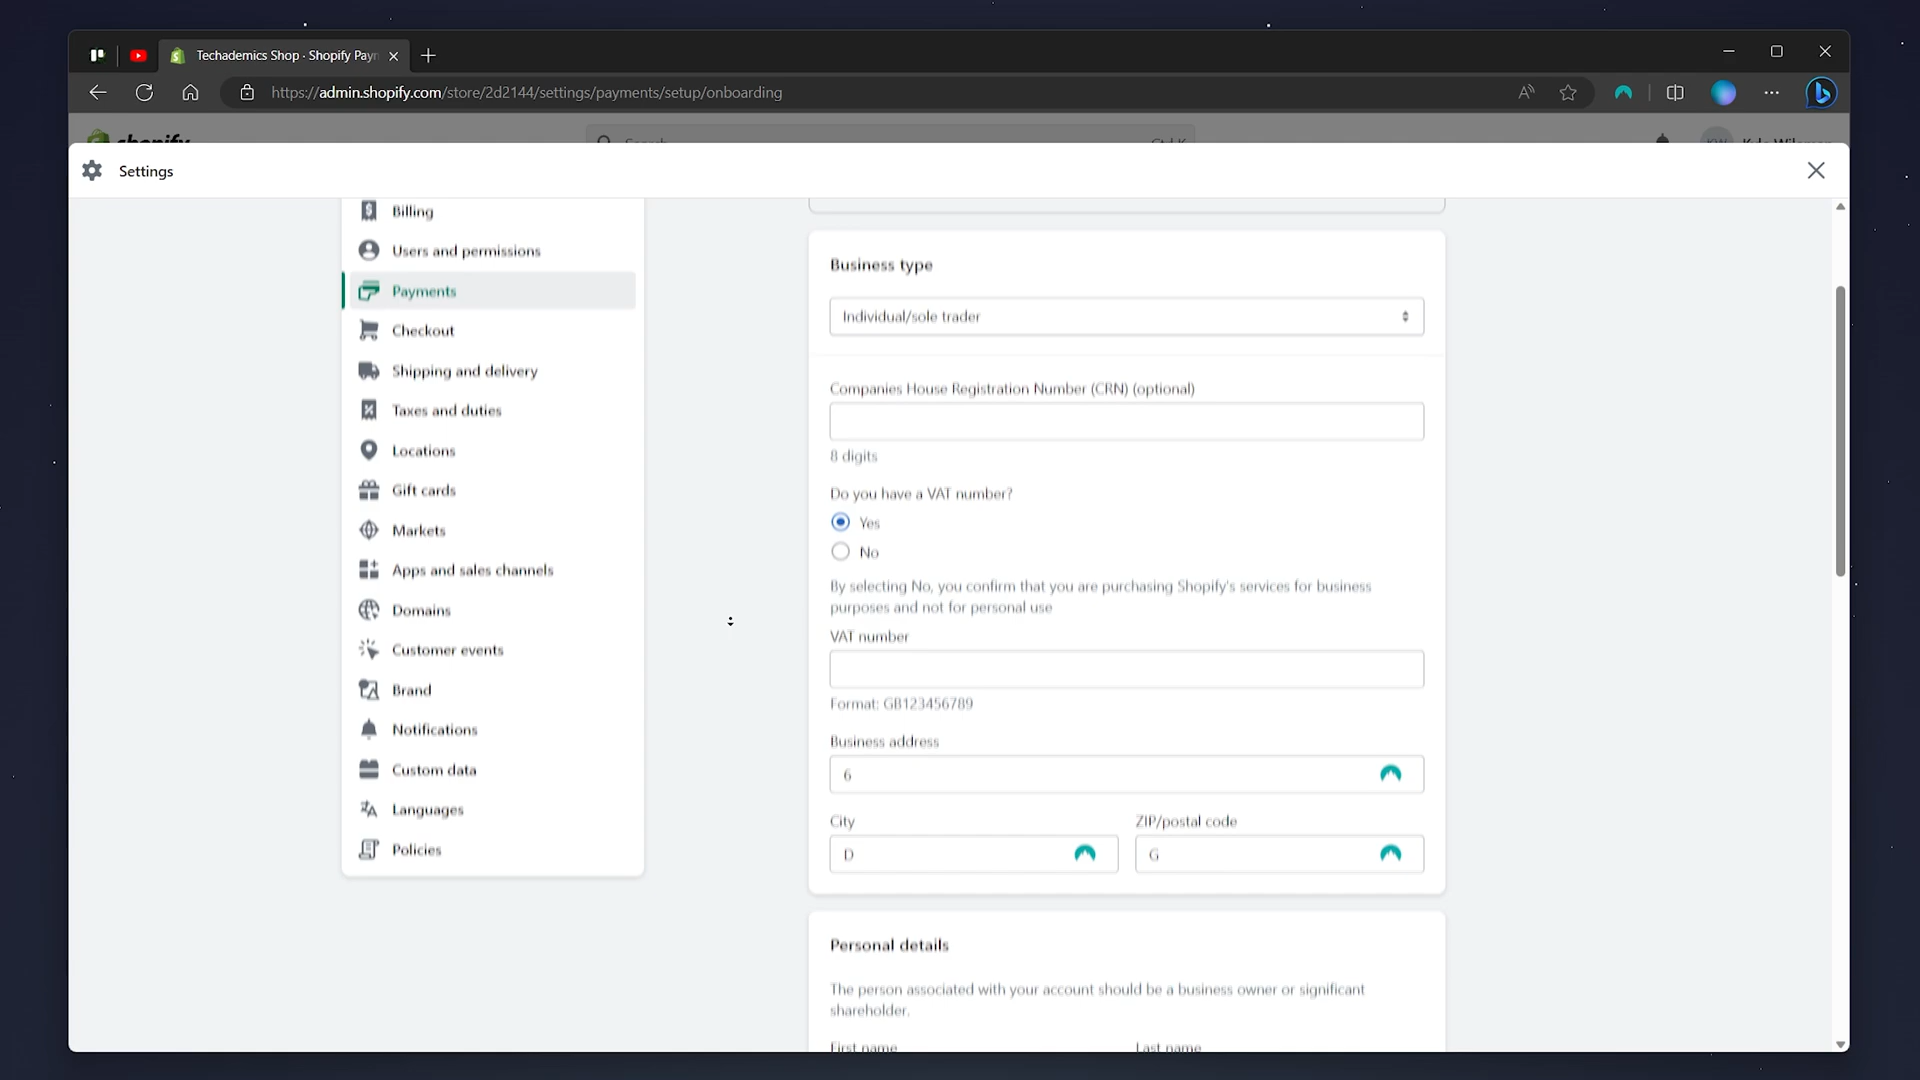 Techademics Shop · Shopify Payn
https://admin.shopify.com/store/2d2144/settings/payments/setup/onboarding
shopify
Search
Ctrl K
Settings
Billing
Users and permissions
Payments
Checkout
Shipping and delivery
Taxes and duties
Locations
Gift cards
Markets
Apps and sales channels
Domains
Customer events
Brand
Notifications
Custom data
Languages
Policies
Business type
Individual/sole trader
Companies House Registration Number (CRN) (optional)
8 digits
Do you have a VAT number?
Yes
No
By selecting No, you confirm that you are purchasing Shopify's services for business
purposes and not for personal use
VAT number
Format: GB123456789
Business address
6
City
ZIP/postal code
D
G
Personal details
The person associated with your account should be a business owner or significant
shareholder.
First name
Last name